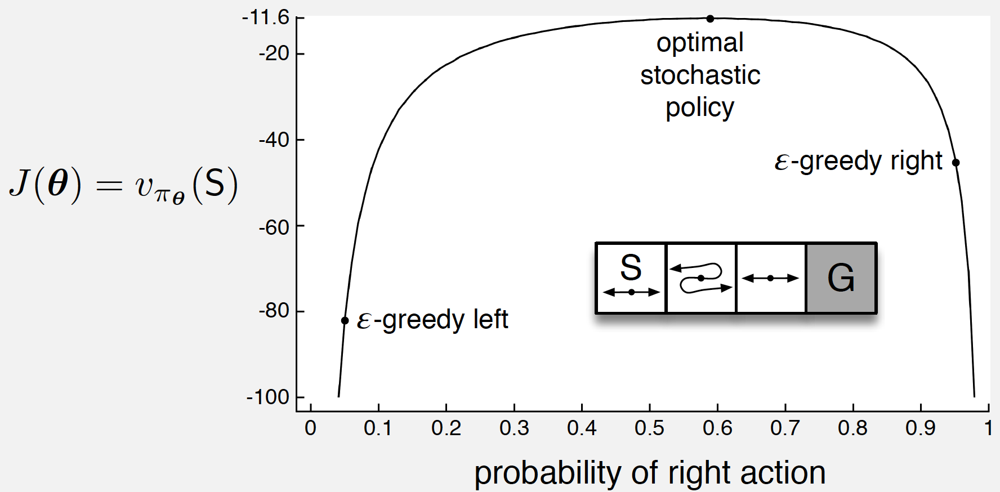 -11.6
-20
-40
-60
-80
-100
J(θ) = vπθ(S)
optimal
stochastic
policy
ε-greedy right
ε-greedy left
S
G
0 0.1 0.2 0.3 0.4 0.5 0.6 0.7 0.8 0.9 1
probability of right action